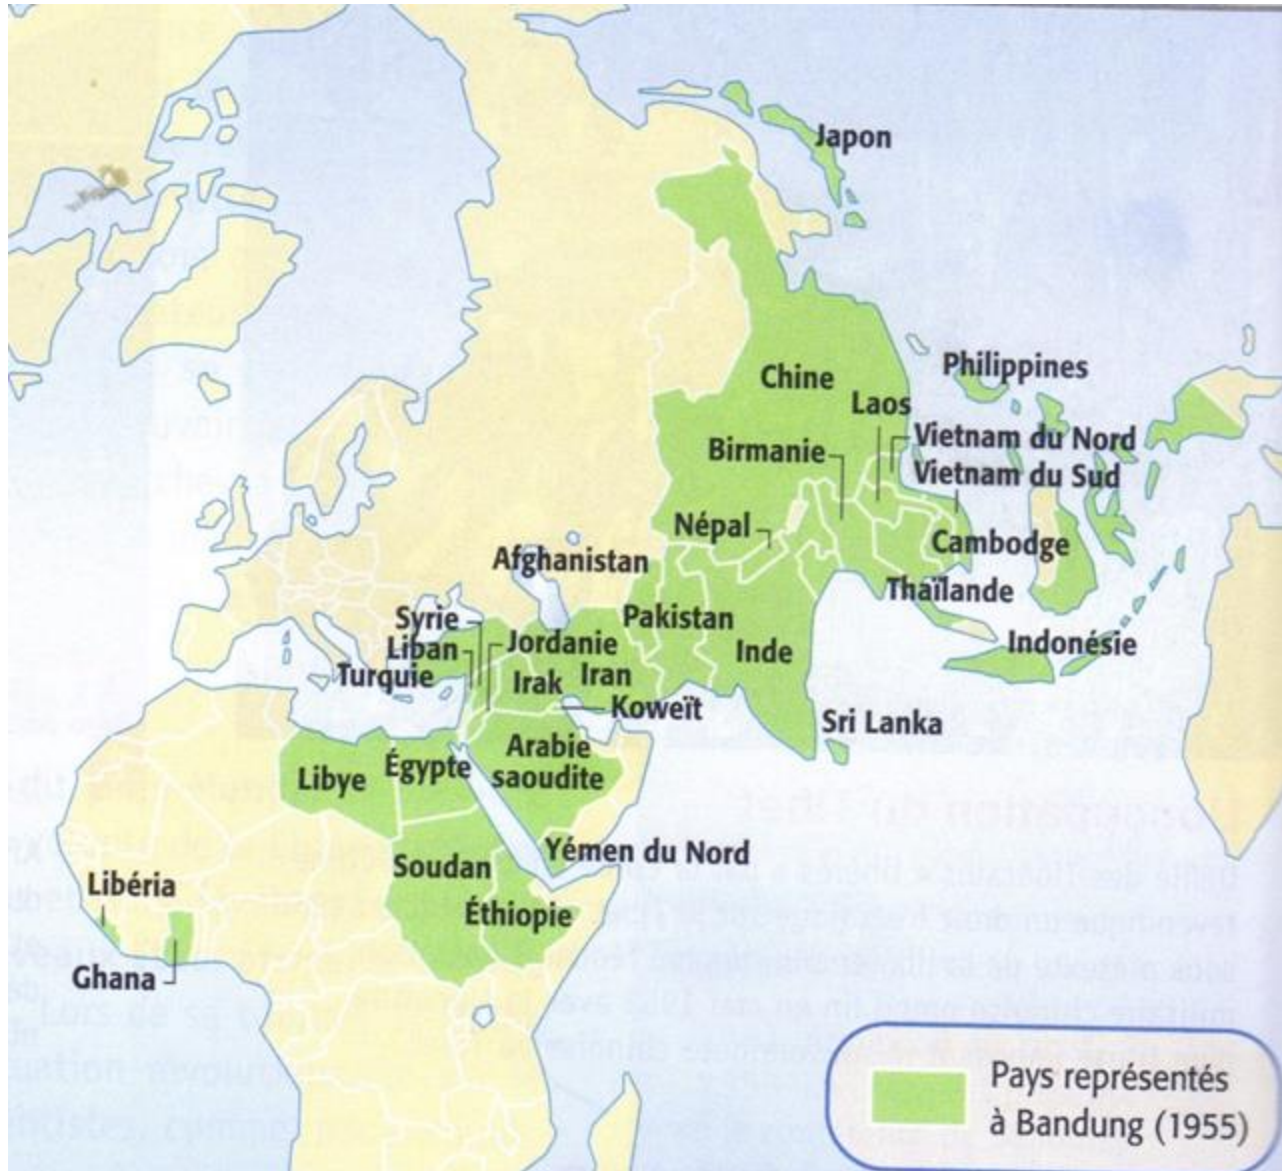 Japon
Philippines
Chine
Laos
Vietnam du Nord
Birmanie
Vietnam du Sud
Népal
Cambodge
Afghanistan
Thaïlande
Syrie
Pakistan
Liban
Jordanie
Indonésie
Inde
Turquie
Irak
Iran
Koweït
Sri Lanka
Arabie
saoudite
Égypte
Libye
Yémen du Nord
Soudan
Libéria
Éthiopie
Ghana
Pays représentés
à Bandung (1955)